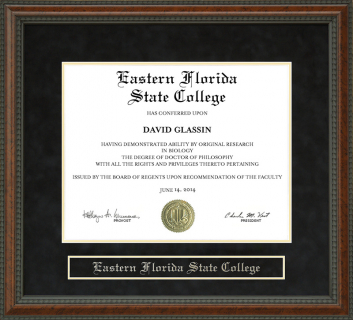 Eastern Florida
State College
HAS CONFERRED UPON
DAVID GLASSIN
HAVING DEMONSTRATED ABILITY BY ORIGINAL RESEARCH
IN BIOLOGY
THE DEGREE OF DOCTOR OF PHILOSOPHY
WITH ALL THE RIGHTS AND PRIVILEGES THERETO PERTAINING
ISSUED BY THE BOARD OF REGENTS UPON RECOMMENDATION OF THE FACULTY
JUNE 14, 2014
PROVOST
PRESIDENT
Eastern Florida State College